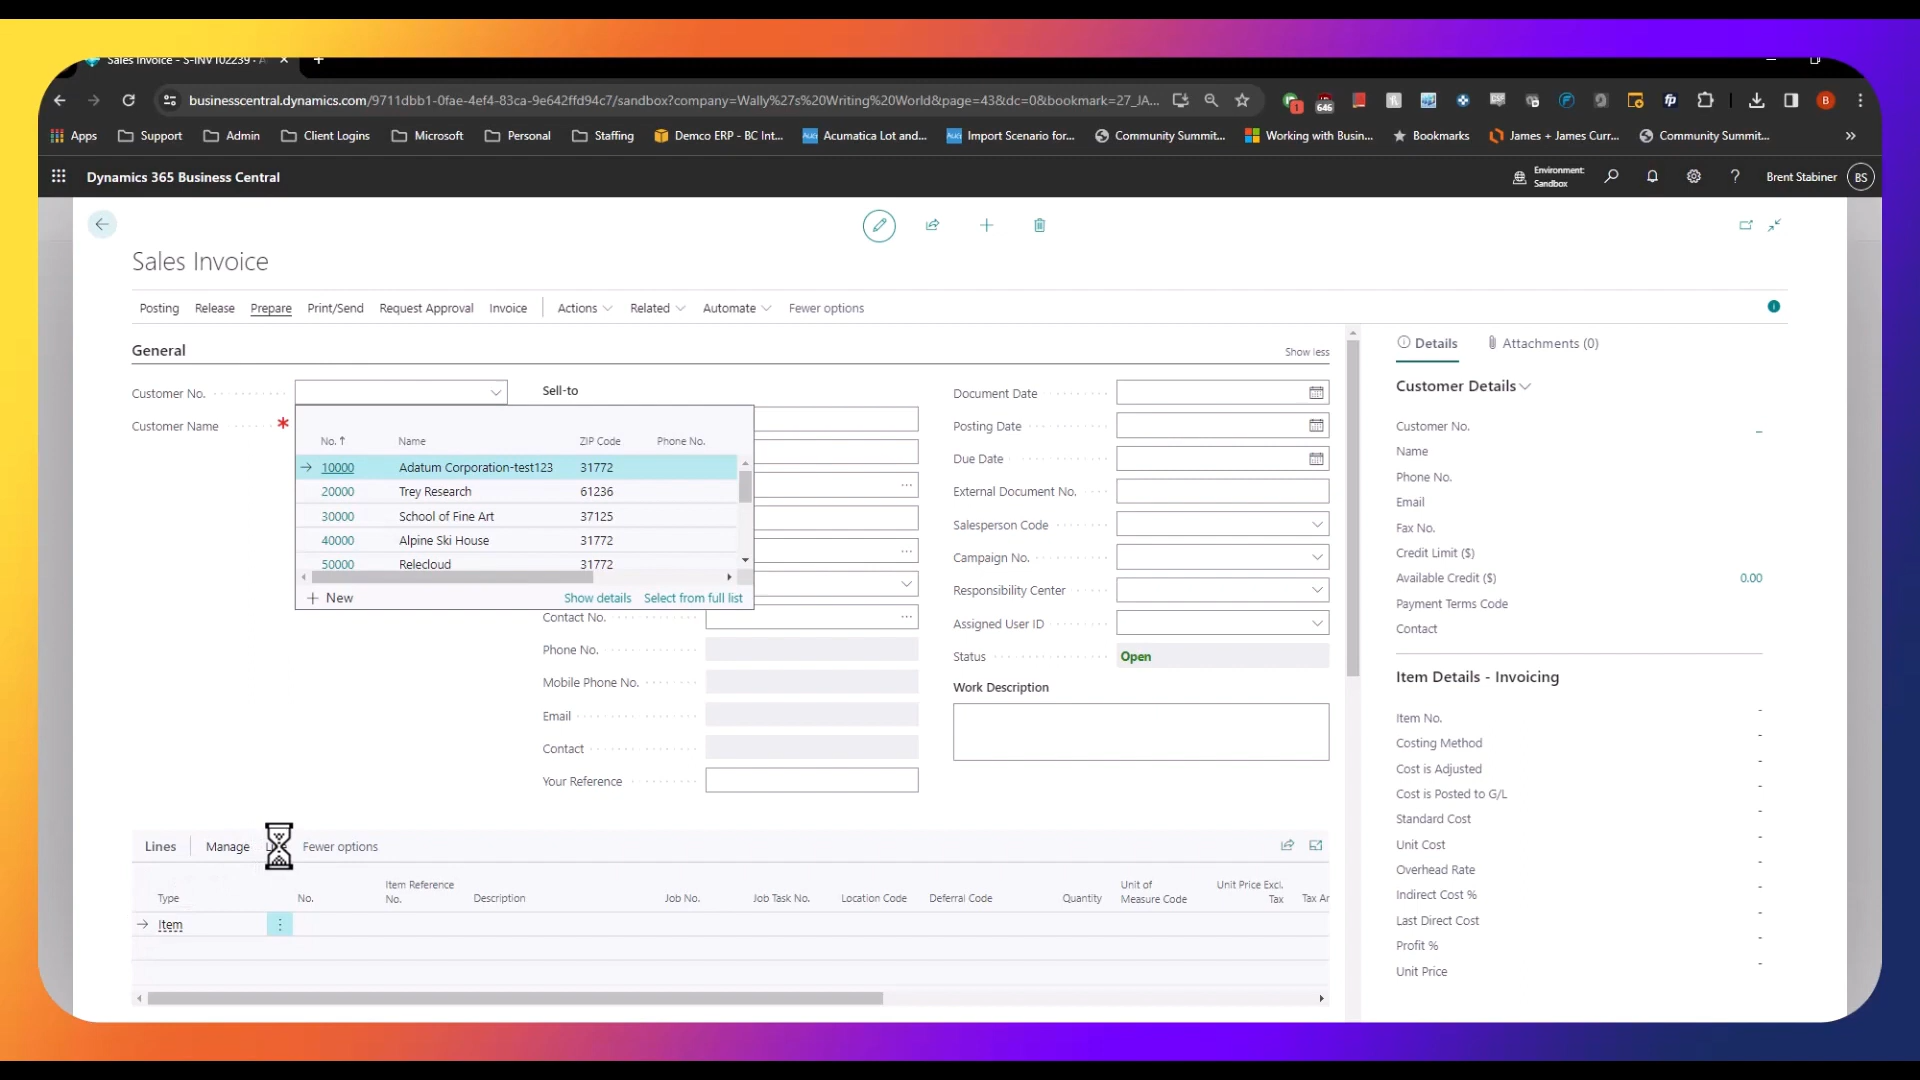 Sales Invoice - S-INV102239 - A
businesscentral.dynamics.com/9711dbb1-0fae-4ef4-83ca-9e642ffd94c7/sandbox?company=Wally%27s%20Writing%20World&page=43&dc=0&bookmark=27_JA...
1
646
fp
B
Apps Support Admin Client Logins Microsoft Personal Staffing Demco ERP - BC Int... Acumatica Lot and... Import Scenario for... Community Summit... Working with Busin... Bookmarks James + James Curr... Community Summit... »
Dynamics 365 Business Central
Environment:
Sandbox
?
Brent Stabiner
BS
Sales Invoice
Posting Release Prepare Print/Send Request Approval Invoice Actions Related Automate Fewer options
General
Show less
Customer No.
Customer Name *
No. ↑ Name ZIP Code Phone No.
→ 10000 Adatum Corporation-test123 31772
20000 Trey Research 61236
30000 School of Fine Art 37125
40000 Alpine Ski House 31772
50000 Relecloud 31772
+ New Show details Select from full list
Sell-to
Contact No.
Phone No.
Mobile Phone No.
Email
Contact
Your Reference
Document Date
Posting Date
Due Date
External Document No.
Salesperson Code
Campaign No.
Responsibility Center
Assigned User ID
Status Open
Work Description
Details Attachments (0)
Customer Details
Customer No. _
Name
Phone No.
Email
Fax No.
Credit Limit ($)
Available Credit ($) 0.00
Payment Terms Code
Contact
Item Details - Invoicing
Item No. -
Costing Method -
Cost is Adjusted -
Cost is Posted to G/L -
Standard Cost -
Unit Cost -
Overhead Rate -
Indirect Cost % -
Last Direct Cost -
Profit % -
Unit Price -
Lines Manage Fewer options
Type
No.
Item Reference
No.
Description
Job No.
Job Task No.
Location Code
Deferral Code
Quantity
Unit of
Measure Code
Unit Price Excl.
Tax
Tax Ar
→ Item